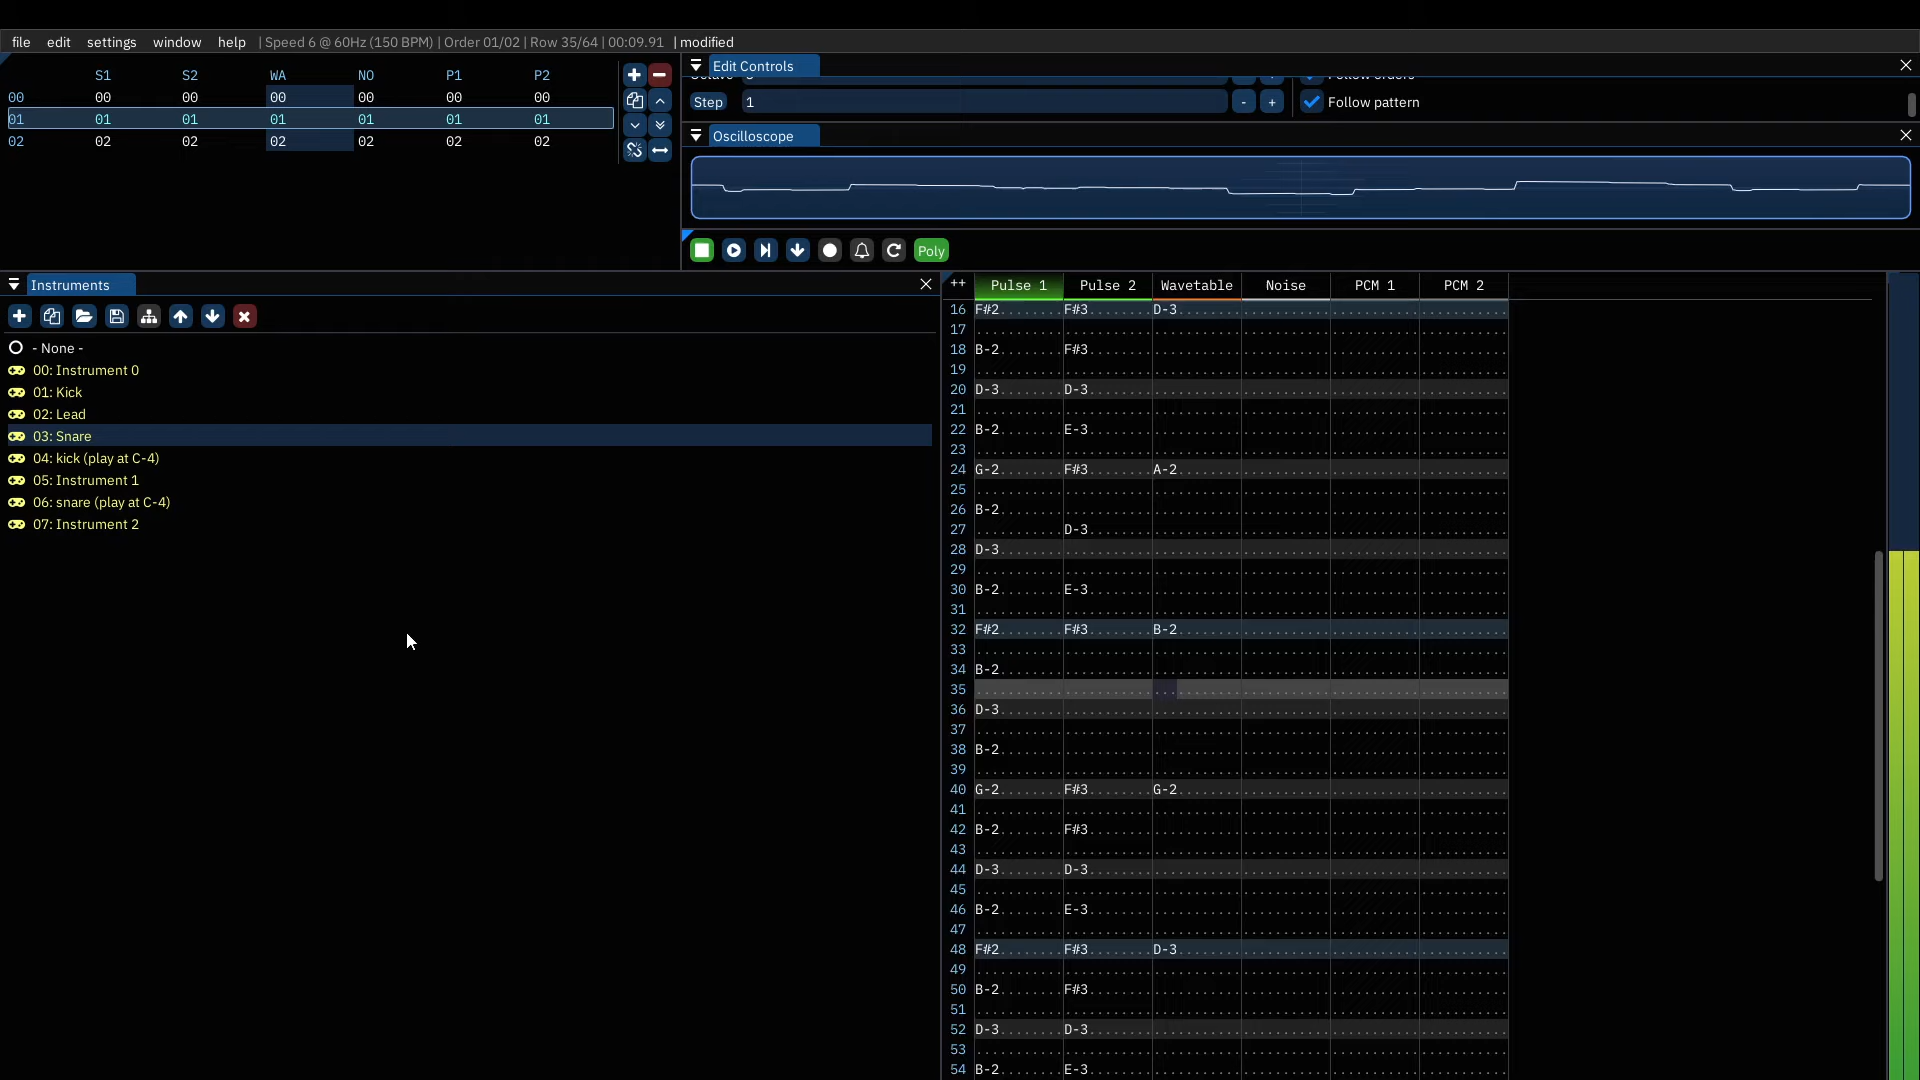 file edit settings window help | Speed 6 @ 60Hz (150 BPM) | Order 01/02 | Row 35/64 | 00:09.91 | modified
S1 S2 WA NO P1 P2
00 00 00 00 00 00 00
01 01 01 01 01 01 01
02 02 02 02 02 02 02
Edit Controls
Step 1 - + Follow pattern
Oscilloscope
Poly
Instruments
- None -
00: Instrument 0
01: Kick
02: Lead
03: Snare
04: kick (play at C-4)
05: Instrument 1
06: snare (play at C-4)
07: Instrument 2
++ Pulse 1 Pulse 2 Wavetable Noise PCM 1 PCM 2
16 F#2........F#3........D-3........
17
18 B-2........F#3........
19
20 D-3........D-3........
21
22 B-2........E-3........
23
24 G-2........F#3........A-2........
25
26 B-2........
27 ...........D-3........
28 D-3........
29
30 B-2........E-3........
31
32 F#2........F#3........B-2........
33
34 B-2........
35
36 D-3........
37
38 B-2........
39
40 G-2........F#3........G-2........
41
42 B-2........F#3........
43
44 D-3........D-3........
45
46 B-2........E-3........
47
48 F#2........F#3........D-3........
49
50 B-2........F#3........
51
52 D-3........D-3........
53
54 B-2........E-3........